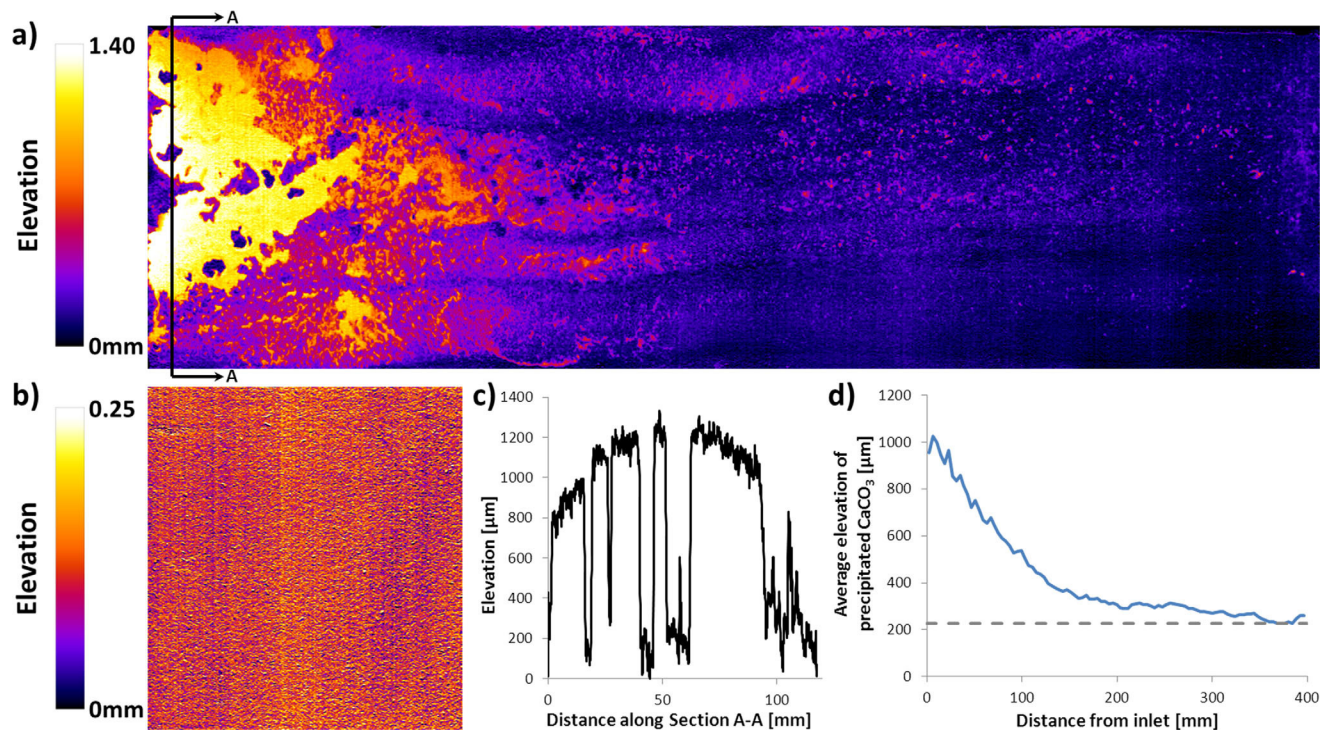 A
a)
1.40
Elevation
0mm
A
b)
0.25
Elevation
0mm
c)
1400
1200
1000
800
600
400
200
0
Elevation [µm]
0
50
100
Distance along Section A-A [mm]
d)
1200
1000
800
600
400
200
0
Average elevation of
precipitated CaCO₃ [µm]
0
100
200
300
400
Distance from inlet [mm]